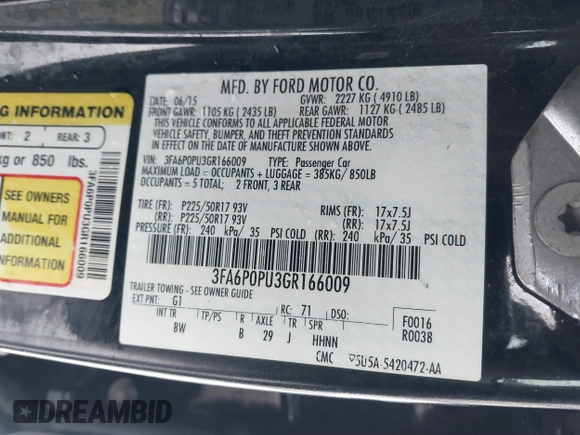 G INFORMATION
NT: 2 REAR: 3
kg or 850 lbs.
SEE OWNERS
MANUAL FOR
ADDITIONAL
3FA6P0PU3GR166009
MFD. BY FORD MOTOR CO.
DATE: 06/15 GVWR: 2227 KG ( 4910 LB)
FRONT GAWR: 1105 KG ( 2435 LB) REAR GAWR: 1127 KG ( 2485 LB)
THIS VEHICLE CONFORMS TO ALL APPLICABLE FEDERAL MOTOR
VEHICLE SAFETY, BUMPER, AND THEFT PREVENTION STANDARDS
IN EFFECT ON THE DATE OF MANUFACTURE SHOWN ABOVE.
VIN: 3FA6P0PU3GR166009 TYPE: Passenger Car
MAXIMUM LOAD = OCCUPANTS + LUGGAGE = 385KG/ 850LB
OCCUPANTS = 5 TOTAL; 2 FRONT, 3 REAR
TIRE (FR): P225/50R17 93V RIMS (FR): 17x7.5J
(RR): P225/50R17 93V (RR): 17x7.5J
PRESSURE (FR): 240 kPa/ 35 PSI COLD (RR): 240 kPa/ 35 PSI COLD
3FA6P0PU3GR166009
TRAILER TOWING - SEE OWNER GUIDE
EXT PNT: G1 RC: 71 DSO: F0016
R0038
INT TR TP/PS R AXLE TR SPR
BW B 29 J HHNN
CMC 5U5A-5420472-AA
DREAMBID